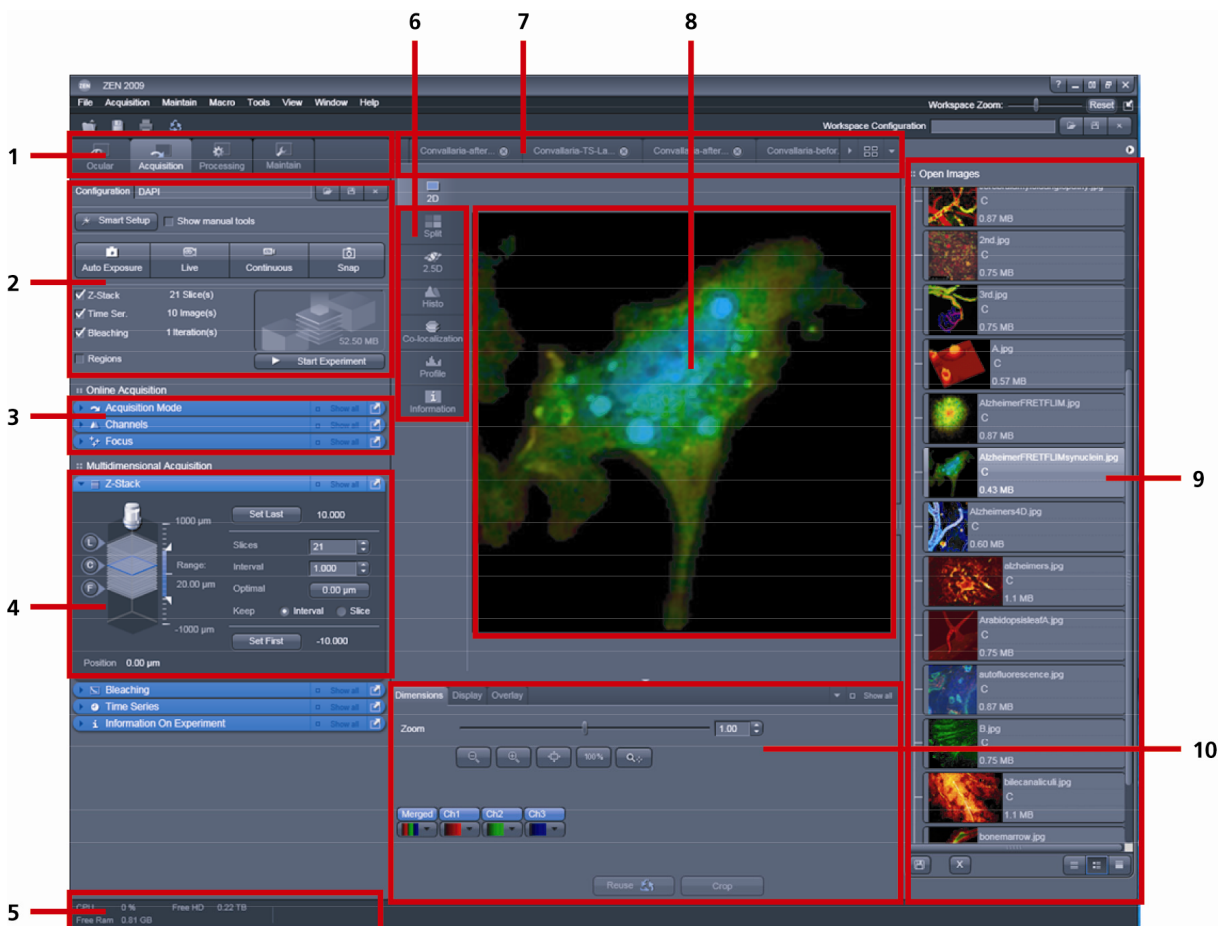 6 7 8
ZEN 2009
File Acquisition Maintain Macro Tools View Window Help
Workspace Zoom: Reset
Workspace Configuration
1
Ocular Acquisition Processing Maintain
Convallaria-after... Convallaria-TS-La... Convallaria-after... Convallaria-befor.
2
Configuration DAPI
Smart Setup Show manual tools
Auto Exposure Live Continuous Snap
Z-Stack 21 Slice(s)
Time Ser. 10 Image(s)
Bleaching 1 Iteration(s)
52.50 MB
Regions Start Experiment
Online Acquisition
3
Acquisition Mode Show all
Channels Show all
Focus Show all
Multidimensional Acquisition
Z-Stack Show all
4
1000 µm
Set Last 10.000
L
C
F
Slices 21
Range: Interval 1.000
20.00 µm Optimal 0.00 µm
Keep Interval Slice
-1000 µm
Set First -10.000
Position 0.00 µm
Bleaching Show all
Time Series Show all
Information On Experiment Show all
5
CPU 0 % Free HD 0.22 TB
Free Ram 0.81 GB
2D
Split
2.5D
Histo
Co-localization
Profile
Information
Dimensions Display Overlay Show all
Zoom 1.00
100%
10
Merged Ch1 Ch2 Ch3
Reuse Crop
Open Images
C
0.87 MB
2nd.jpg
C
0.75 MB
3rd.jpg
C
0.75 MB
A.jpg
C
0.57 MB
AlzheimerFRETFLIM.jpg
C
0.87 MB
AlzheimerFRETFLIMsynuclein.jpg
C
0.43 MB
9
Alzheimers4D.jpg
C
0.60 MB
alzheimers.jpg
C
1.1 MB
ArabidopsisleafA.jpg
C
0.75 MB
autofluorescence.jpg
C
0.87 MB
B.jpg
C
0.75 MB
bilecanaliculi.jpg
C
1.1 MB
bonemarrow.jpg